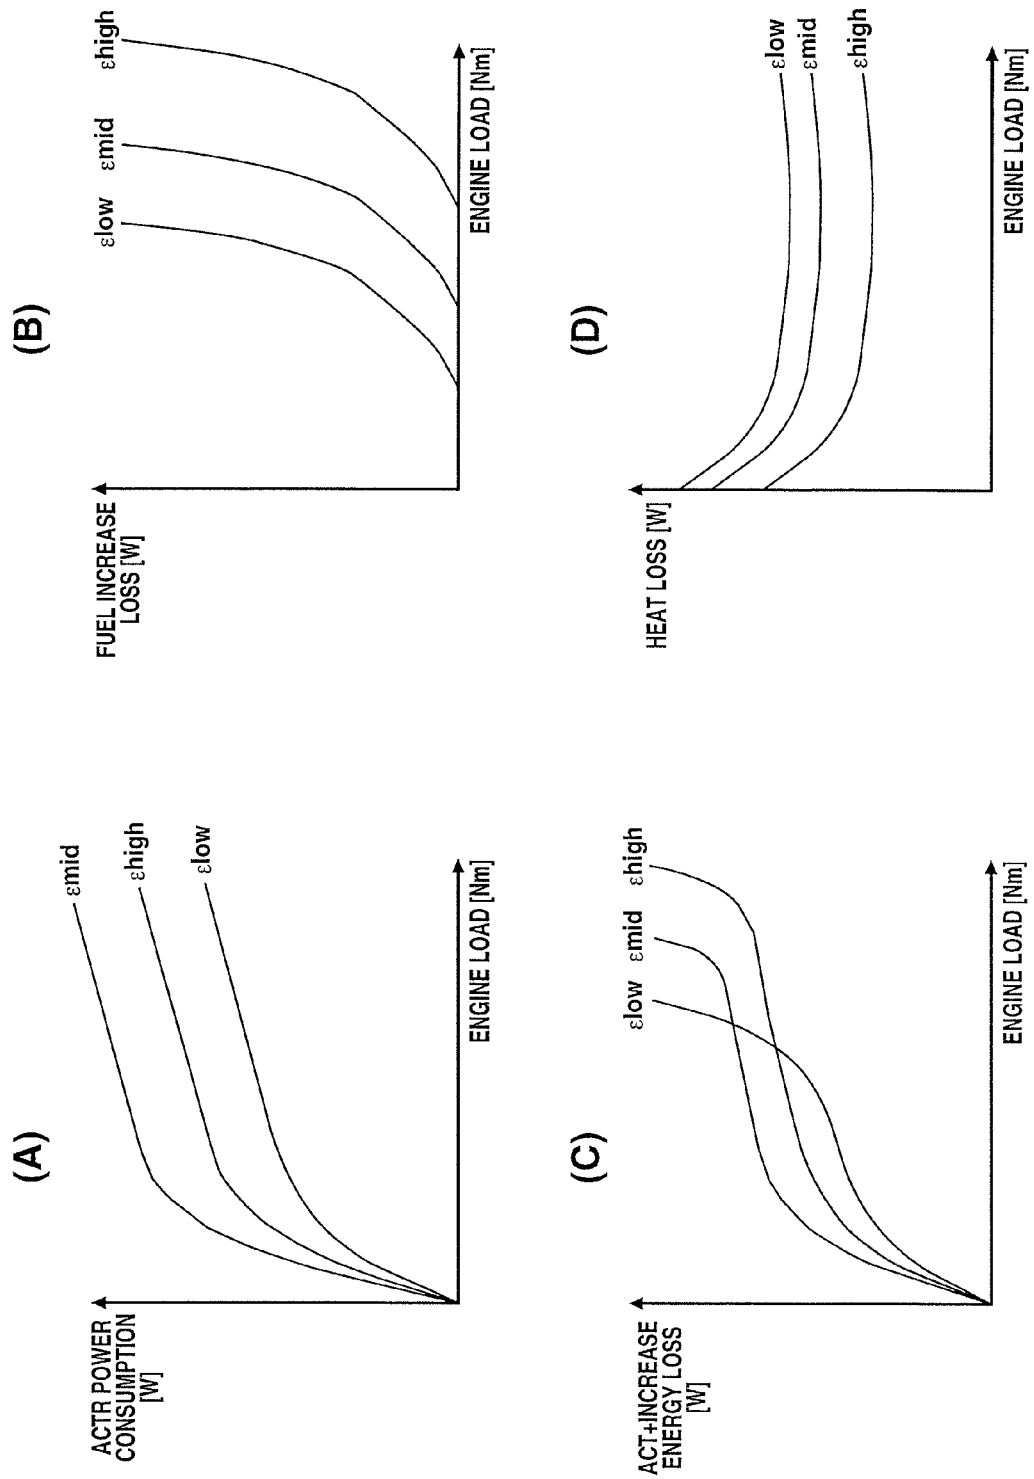 (A)
ACTR POWER
CONSUMPTION
[W]
εmid
εhigh
εlow
ENGINE LOAD [Nm]
(B)
FUEL INCREASE
LOSS [W]
εlow εmid εhigh
ENGINE LOAD [Nm]
(C)
ACT+INCREASE
ENERGY LOSS
[W]
εlow εmid εhigh
ENGINE LOAD [Nm]
(D)
HEAT LOSS [W]
εlow
εmid
εhigh
ENGINE LOAD [Nm]